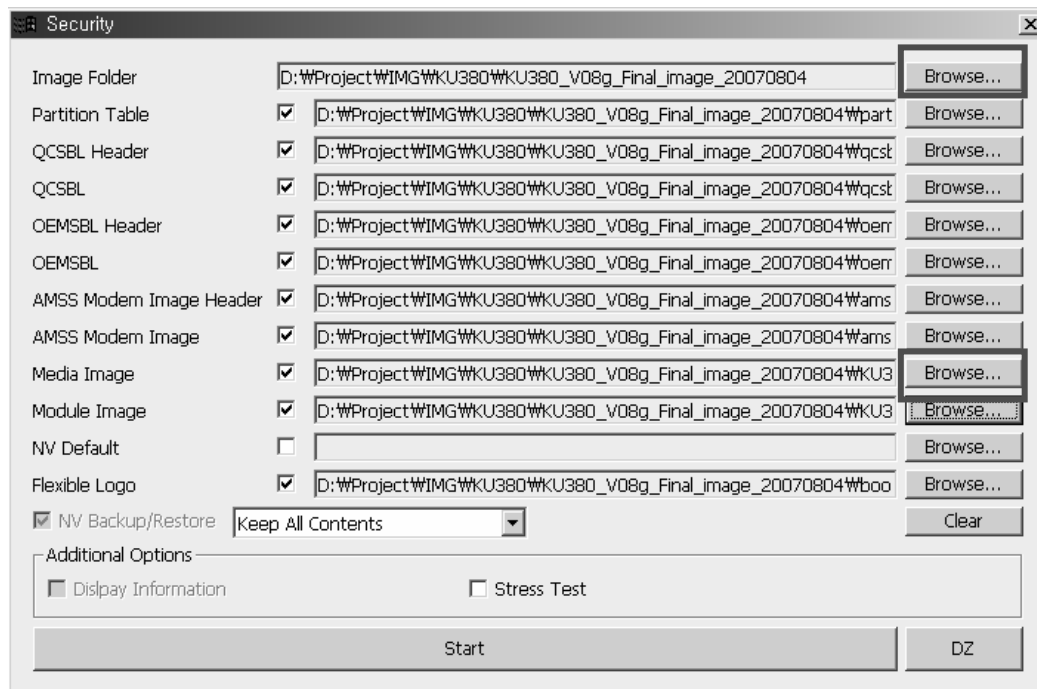 Security
Image Folder D:₩Project₩IMG₩KU380₩KU380_V08g_Final_image_20070804 Browse...
Partition Table D:₩Project₩IMG₩KU380₩KU380_V08g_Final_image_20070804₩part Browse...
QCSBL Header D:₩Project₩IMG₩KU380₩KU380_V08g_Final_image_20070804₩qcsb Browse...
QCSBL D:₩Project₩IMG₩KU380₩KU380_V08g_Final_image_20070804₩qcsb Browse...
OEMSBL Header D:₩Project₩IMG₩KU380₩KU380_V08g_Final_image_20070804₩oem Browse...
OEMSBL D:₩Project₩IMG₩KU380₩KU380_V08g_Final_image_20070804₩oem Browse...
AMSS Modem Image Header D:₩Project₩IMG₩KU380₩KU380_V08g_Final_image_20070804₩ams Browse...
AMSS Modem Image D:₩Project₩IMG₩KU380₩KU380_V08g_Final_image_20070804₩ams Browse...
Media Image D:₩Project₩IMG₩KU380₩KU380_V08g_Final_image_20070804₩KU3 Browse...
Module Image D:₩Project₩IMG₩KU380₩KU380_V08g_Final_image_20070804₩KU3 Browse...
NV Default Browse...
Flexible Logo D:₩Project₩IMG₩KU380₩KU380_V08g_Final_image_20070804₩boo Browse...
NV Backup/Restore Keep All Contents Clear
Additional Options
Dislpay Information Stress Test
Start DZ